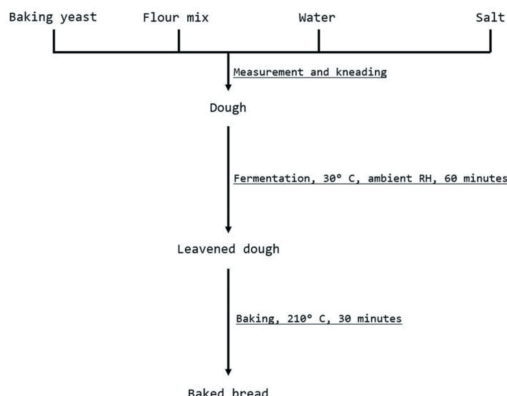 Baking yeast Flour mix Water Salt
Measurement and kneading
Dough
Fermentation, 30° C, ambient RH, 60 minutes
Leavened dough
Baking, 210° C, 30 minutes
Baked bread